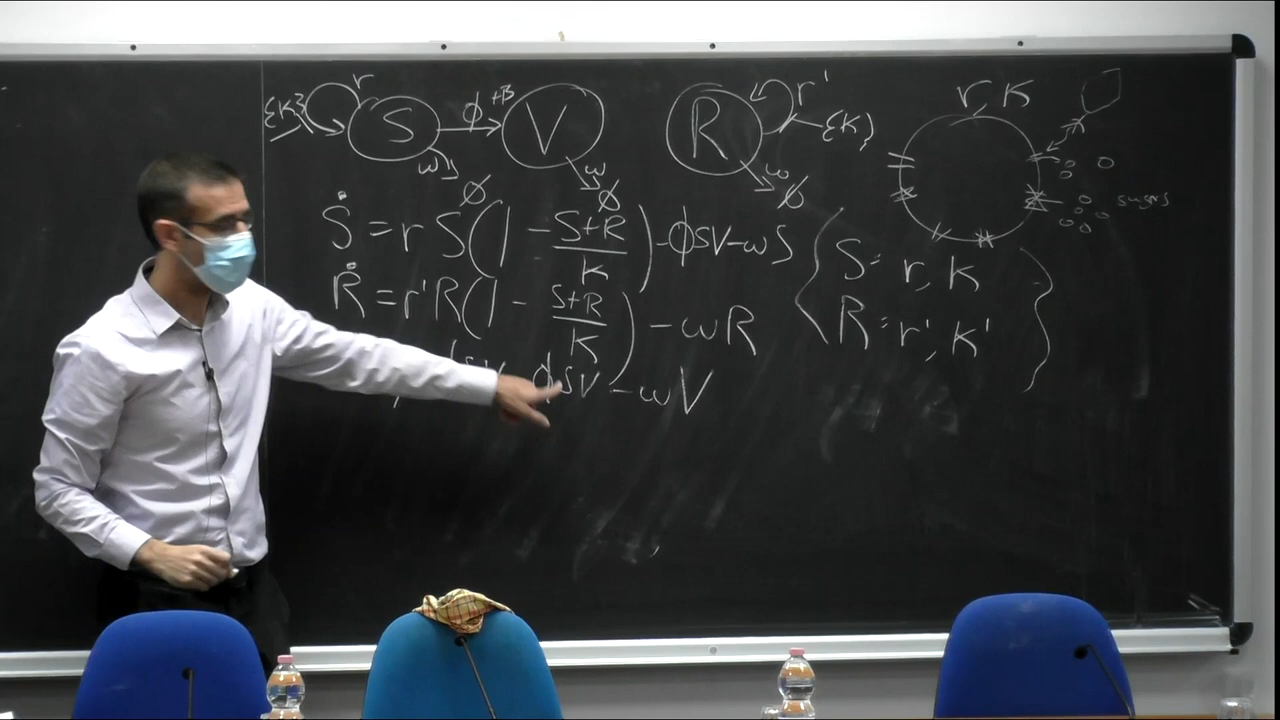 r r' r, K
{K} S ϕ +β V R {K}
ω ∅ ω ∅ ω ∅
sugars
Ṡ = r S(1 - S+R/K) - ϕSV - ωS
Ṙ = r'R(1 - S+R/K) - ωR
ϕSV - ωV
S: r, K
R: r', K'